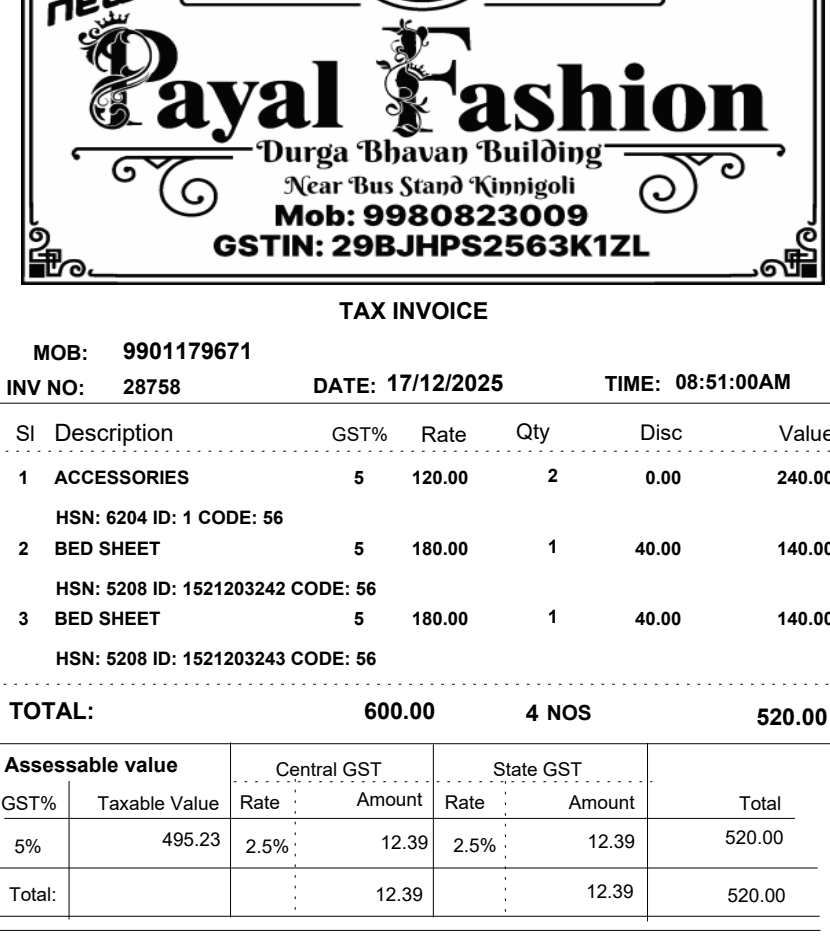 new
Payal Fashion
Durga Bhavan Building
Near Bus Stand Kinnigoli
Mob: 9980823009
GSTIN: 29BJHPS2563K1ZL
TAX INVOICE
MOB: 9901179671
INV NO: 28758 DATE: 17/12/2025 TIME: 08:51:00AM
Sl Description GST% Rate Qty Disc Value
1 ACCESSORIES 5 120.00 2 0.00 240.00
HSN: 6204 ID: 1 CODE: 56
2 BED SHEET 5 180.00 1 40.00 140.00
HSN: 5208 ID: 1521203242 CODE: 56
3 BED SHEET 5 180.00 1 40.00 140.00
HSN: 5208 ID: 1521203243 CODE: 56
TOTAL: 600.00 4 NOS 520.00
Assessable value Central GST State GST
GST% Taxable Value Rate Amount Rate Amount Total
5% 495.23 2.5% 12.39 2.5% 12.39 520.00
Total: 12.39 12.39 520.00